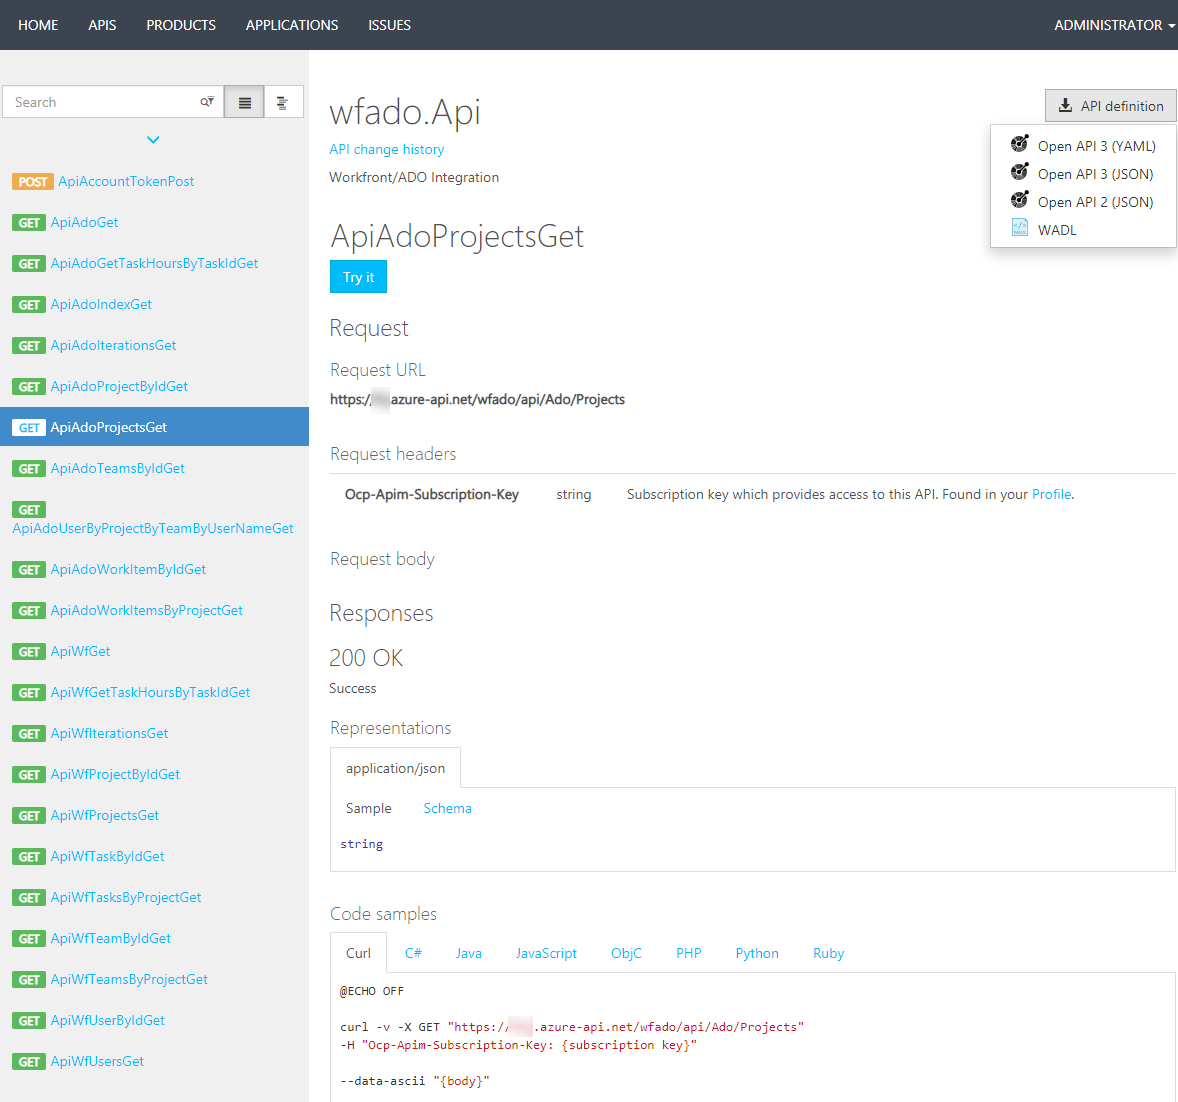 HOME APIS PRODUCTS APPLICATIONS ISSUES ADMINISTRATOR
Search
POST ApiAccountTokenPost
GET ApiAdoGet
GET ApiAdoGetTaskHoursByTaskIdGet
GET ApiAdoIndexGet
GET ApiAdoIterationsGet
GET ApiAdoProjectByIdGet
GET ApiAdoProjectsGet
GET ApiAdoTeamsByIdGet
GET
ApiAdoUserByProjectByTeamByUserNameGet
GET ApiAdoWorkItemByIdGet
GET ApiAdoWorkItemsByProjectGet
GET ApiWfGet
GET ApiWfGetTaskHoursByTaskIdGet
GET ApiWfIterationsGet
GET ApiWfProjectByIdGet
GET ApiWfProjectsGet
GET ApiWfTaskByIdGet
GET ApiWfTasksByProjectGet
GET ApiWfTeamByIdGet
GET ApiWfTeamsByProjectGet
GET ApiWfUserByIdGet
GET ApiWfUsersGet
wfado.Api
API change history
Workfront/ADO Integration
API definition
Open API 3 (YAML)
Open API 3 (JSON)
Open API 2 (JSON)
WADL
ApiAdoProjectsGet
Try it
Request
Request URL
https:/ .azure-api.net/wfado/api/Ado/Projects
Request headers
Ocp-Apim-Subscription-Key string Subscription key which provides access to this API. Found in your Profile.
Request body
Responses
200 OK
Success
Representations
application/json
Sample Schema
string
Code samples
Curl C# Java JavaScript ObjC PHP Python Ruby
@ECHO OFF
curl -v -X GET "https:// .azure-api.net/wfado/api/Ado/Projects"
-H "Ocp-Apim-Subscription-Key: {subscription key}"
--data-ascii "{body}"